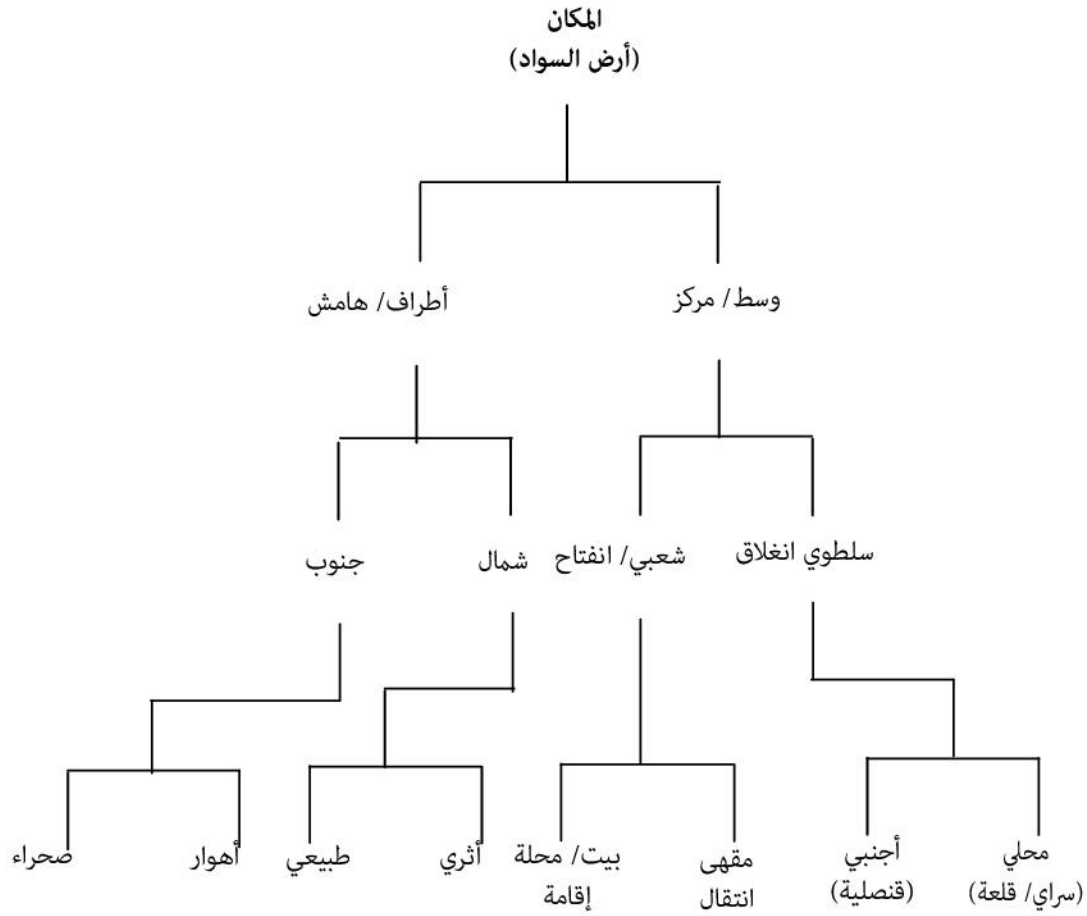 المكان
(أرض السواد)
وسط/ مركز
أطراف/ هامش
سلطوي انغلاق
شعبي/ انفتاح
شمال
جنوب
محلي
(سراي/ قلعة)
أجنبي
(قنصلية)
مقهى
انتقال
بيت/ محلة
إقامة
أثري
طبيعي
أهوار
صحراء